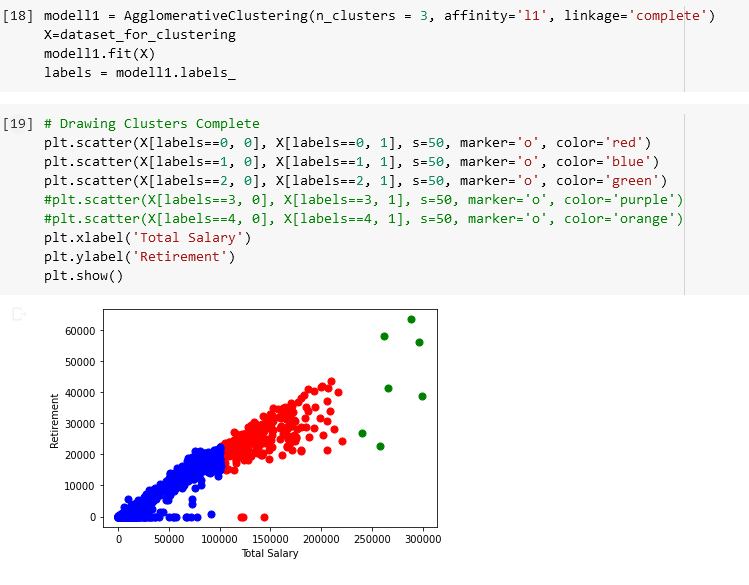 [18] modell1 = AgglomerativeClustering(n_clusters = 3, affinity='l1', linkage='complete')
X=dataset_for_clustering
modell1.fit(X)
labels = modell1.labels_
[19] # Drawing Clusters Complete
plt.scatter(X[labels==0, 0], X[labels==0, 1], s=50, marker='o', color='red')
plt.scatter(X[labels==1, 0], X[labels==1, 1], s=50, marker='o', color='blue')
plt.scatter(X[labels==2, 0], X[labels==2, 1], s=50, marker='o', color='green')
#plt.scatter(X[labels==3, 0], X[labels==3, 1], s=50, marker='o', color='purple')
#plt.scatter(X[labels==4, 0], X[labels==4, 1], s=50, marker='o', color='orange')
plt.xlabel('Total Salary')
plt.ylabel('Retirement')
plt.show()
60000
50000
40000
30000
20000
10000
0
Retirement
0 50000 100000 150000 200000 250000 300000
Total Salary